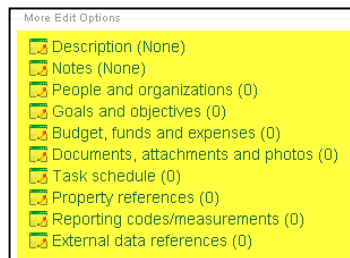 More Edit Options
Description (None)
Notes (None)
People and organizations (0)
Goals and objectives (0)
Budget, funds and expenses (0)
Documents, attachments and photos (0)
Task schedule (0)
Property references (0)
Reporting codes/measurements (0)
External data references (0)